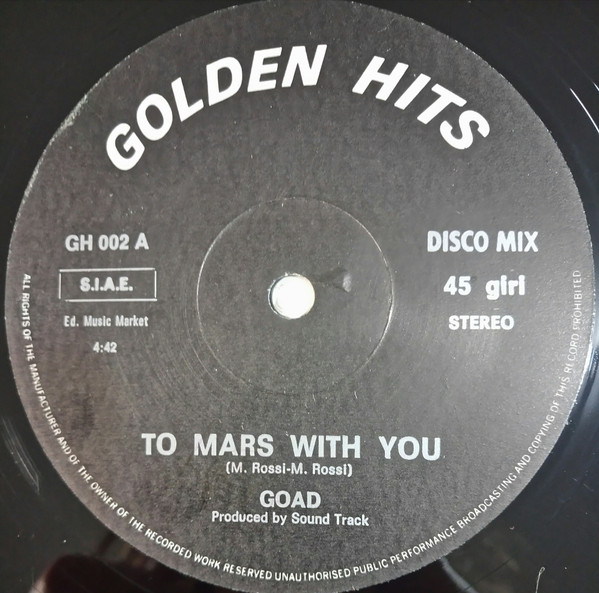 GOLDEN HITS
GH 002 A
S.I.A.E.
Ed. Music Market
4:42
DISCO MIX
45 giri
STEREO
TO MARS WITH YOU
(M. Rossi-M. Rossi)
GOAD
Produced by Sound Track
ALL RIGHTS OF THE MANUFACTURER AND OF THE OWNER OF THE RECORDED WORK RESERVED UNAUTHORISED PUBLIC PERFORMANCE BROADCASTING AND COPYING OF THIS RECORD PROHIBITED